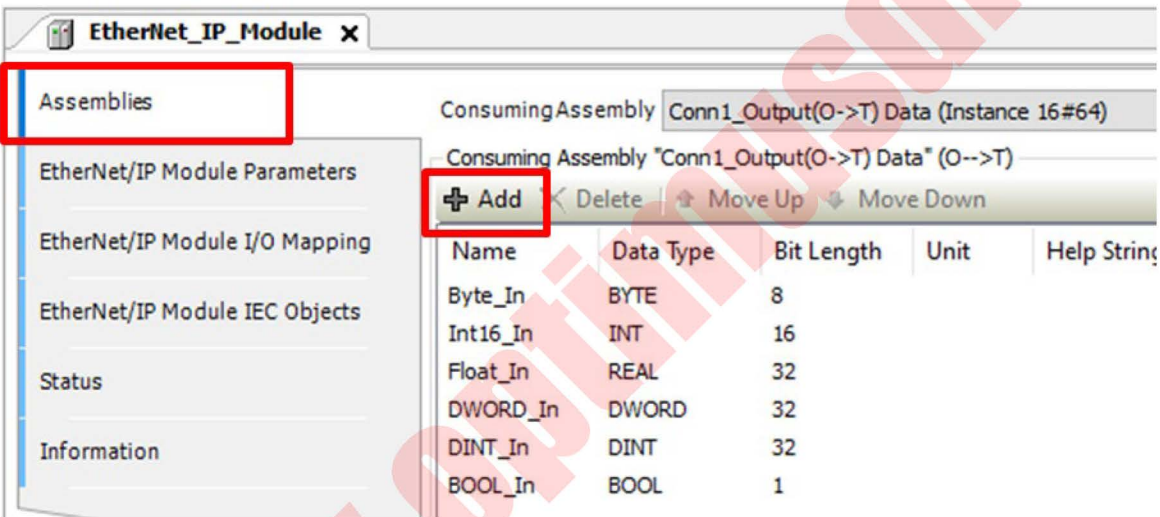 EtherNet_IP_Module X
Assemblies
EtherNet/IP Module Parameters
EtherNet/IP Module I/O Mapping
EtherNet/IP Module IEC Objects
Status
Information
Consuming Assembly Conn1_Output(O->T) Data (Instance 16#64)
Consuming Assembly "Conn1_Output(O->T) Data" (O-->T)
Add Delete Move Up Move Down
Name Data Type Bit Length Unit Help String
Byte_In BYTE 8
Int16_In INT 16
Float_In REAL 32
DWORD_In DWORD 32
DINT_In DINT 32
BOOL_In BOOL 1
optimusar